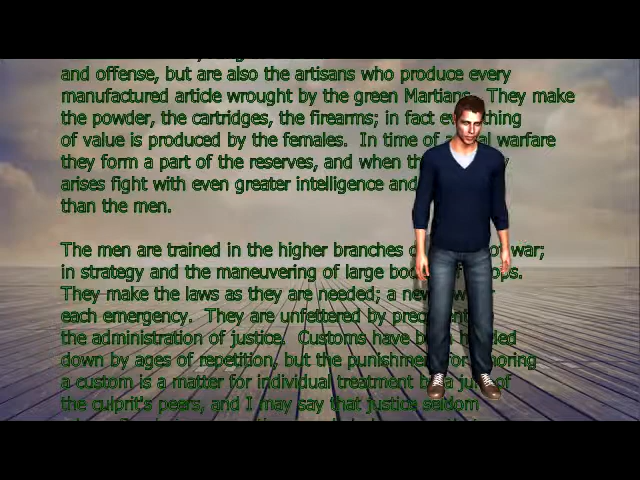 and offense, but are also the artisans who produce every
manufactured article wrought by the green Martians. They make
the powder, the cartridges, the firearms; in fact everything
of value is produced by the females. In time of warfare
they form a part of the reserves, and when the
arises fight with even greater intelligence and
than the men.
The men are trained in the higher branches of war;
in strategy and the maneuvering of large
They make the laws as they are needed; a new
each emergency. They are unfettered by
the administration of justice. Customs have
down by ages of repetition, but the punishment for
a custom is a matter for individual treatment by a of
the culprit's pears, and I may say that justice seldom